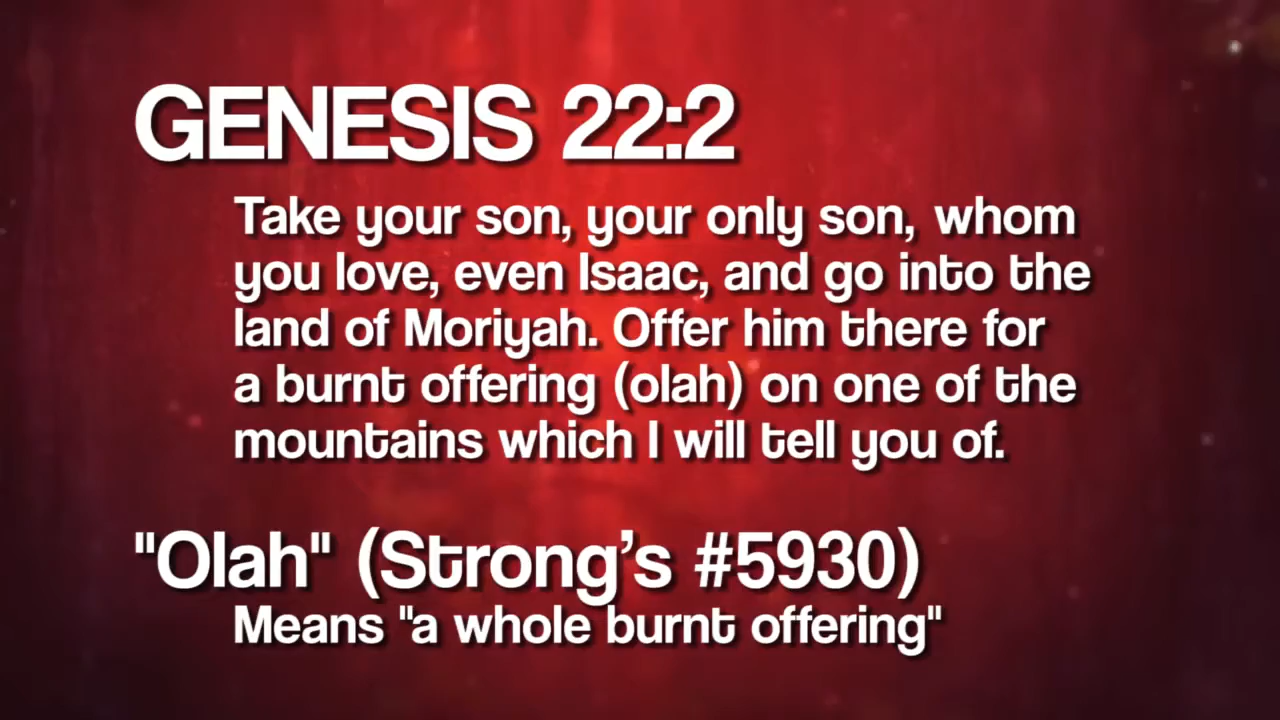 GENESIS 22:2
Take your son, your only son, whom
you love, even Isaac, and go into the
land of Moriyah. Offer him there for
a burnt offering (olah) on one of the
mountains which I will tell you of.
"Olah" (Strong’s #5930)
Means "a whole burnt offering"